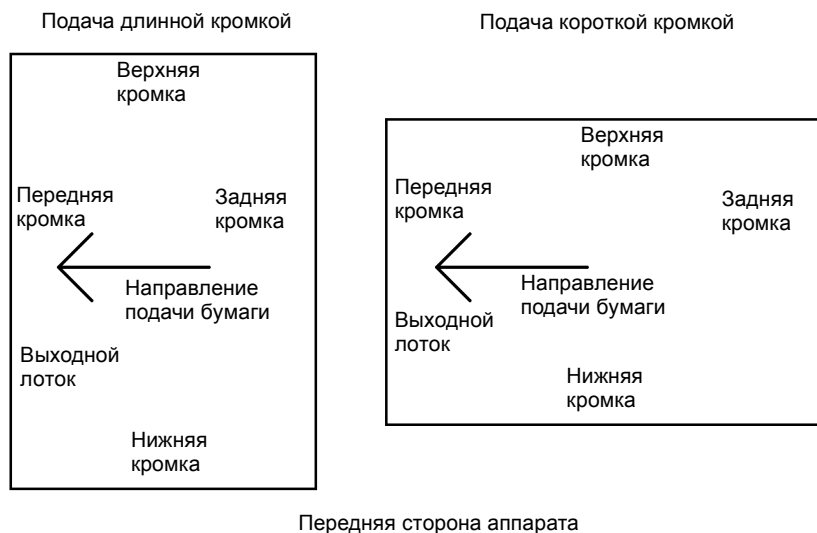 Подача длинной кромкой
Верхняя
кромка
Передняя
кромка
Задняя
кромка
Направление
подачи бумаги
Выходной
лоток
Нижняя
кромка
Подача короткой кромкой
Верхняя
кромка
Передняя
кромка
Задняя
кромка
Направление
подачи бумаги
Выходной
лоток
Нижняя
кромка
Передняя сторона аппарата